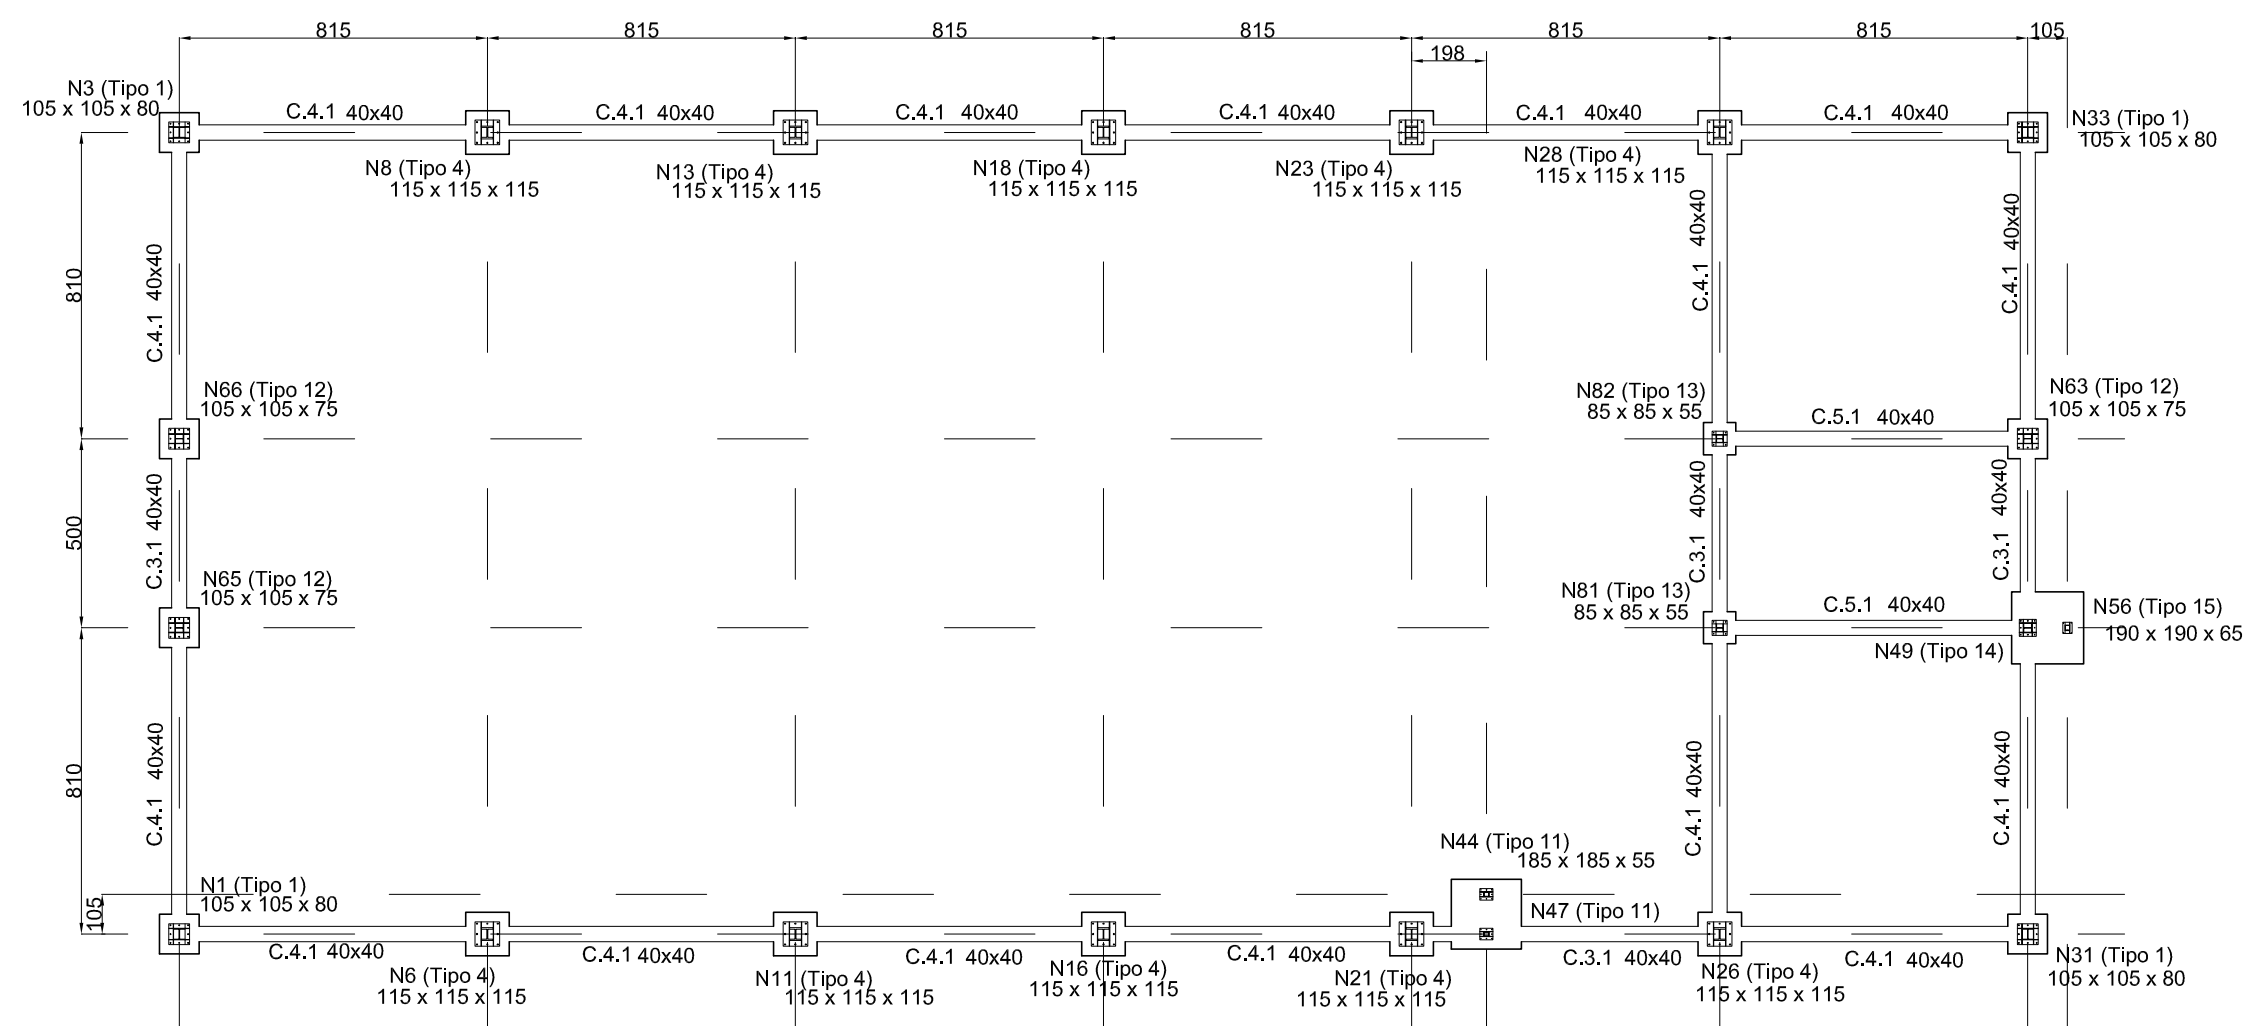 815
815
815
815
815
815
105
198
N3 (Tipo 1)
105 x 105 x 80
C.4.1 40x40
C.4.1 40x40
C.4.1 40x40
C.4.1 40x40
C.4.1 40x40
C.4.1 40x40
N33 (Tipo 1)
105 x 105 x 80
N8 (Tipo 4)
115 x 115 x 115
N13 (Tipo 4)
115 x 115 x 115
N18 (Tipo 4)
115 x 115 x 115
N23 (Tipo 4)
115 x 115 x 115
N28 (Tipo 4)
115 x 115 x 115
810
C.4.1 40x40
C.4.1 40x40
C.4.1 40x40
N66 (Tipo 12)
105 x 105 x 75
N82 (Tipo 13)
85 x 85 x 55
C.5.1 40x40
N63 (Tipo 12)
105 x 105 x 75
500
C.3.1 40x40
C.3.1 40x40
C.3.1 40x40
N65 (Tipo 12)
105 x 105 x 75
N81 (Tipo 13)
85 x 85 x 55
C.5.1 40x40
N56 (Tipo 15)
190 x 190 x 65
N49 (Tipo 14)
810
C.4.1 40x40
C.4.1 40x40
C.4.1 40x40
N44 (Tipo 11)
185 x 185 x 55
105
N1 (Tipo 1)
105 x 105 x 80
N47 (Tipo 11)
C.4.1 40x40
C.4.1 40x40
C.4.1 40x40
C.4.1 40x40
C.3.1 40x40
C.4.1 40x40
N6 (Tipo 4)
115 x 115 x 115
N11 (Tipo 4)
115 x 115 x 115
N16 (Tipo 4)
115 x 115 x 115
N21 (Tipo 4)
115 x 115 x 115
N26 (Tipo 4)
115 x 115 x 115
N31 (Tipo 1)
105 x 105 x 80